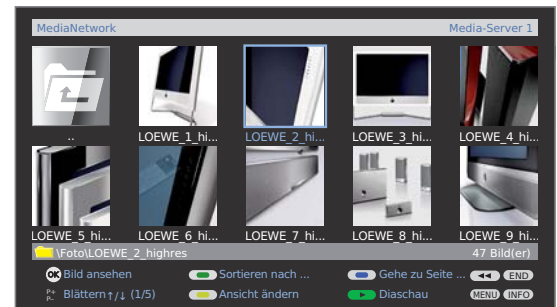 MediaNetwork Media-Server 1
.. LOEWE_1_hi... LOEWE_2_hi... LOEWE_3_hi... LOEWE_4_hi...
LOEWE_5_hi... LOEWE_6_hi... LOEWE_7_hi... LOEWE_8_hi... LOEWE_9_hi...
\Foto\LOEWE_2_highres 47 Bild(er)
OK Bild ansehen Sortieren nach ... Gehe zu Seite ... ◄◄ END
P+ P- Blättern ↑/↓ (1/5) Ansicht ändern Diaschau MENU INFO